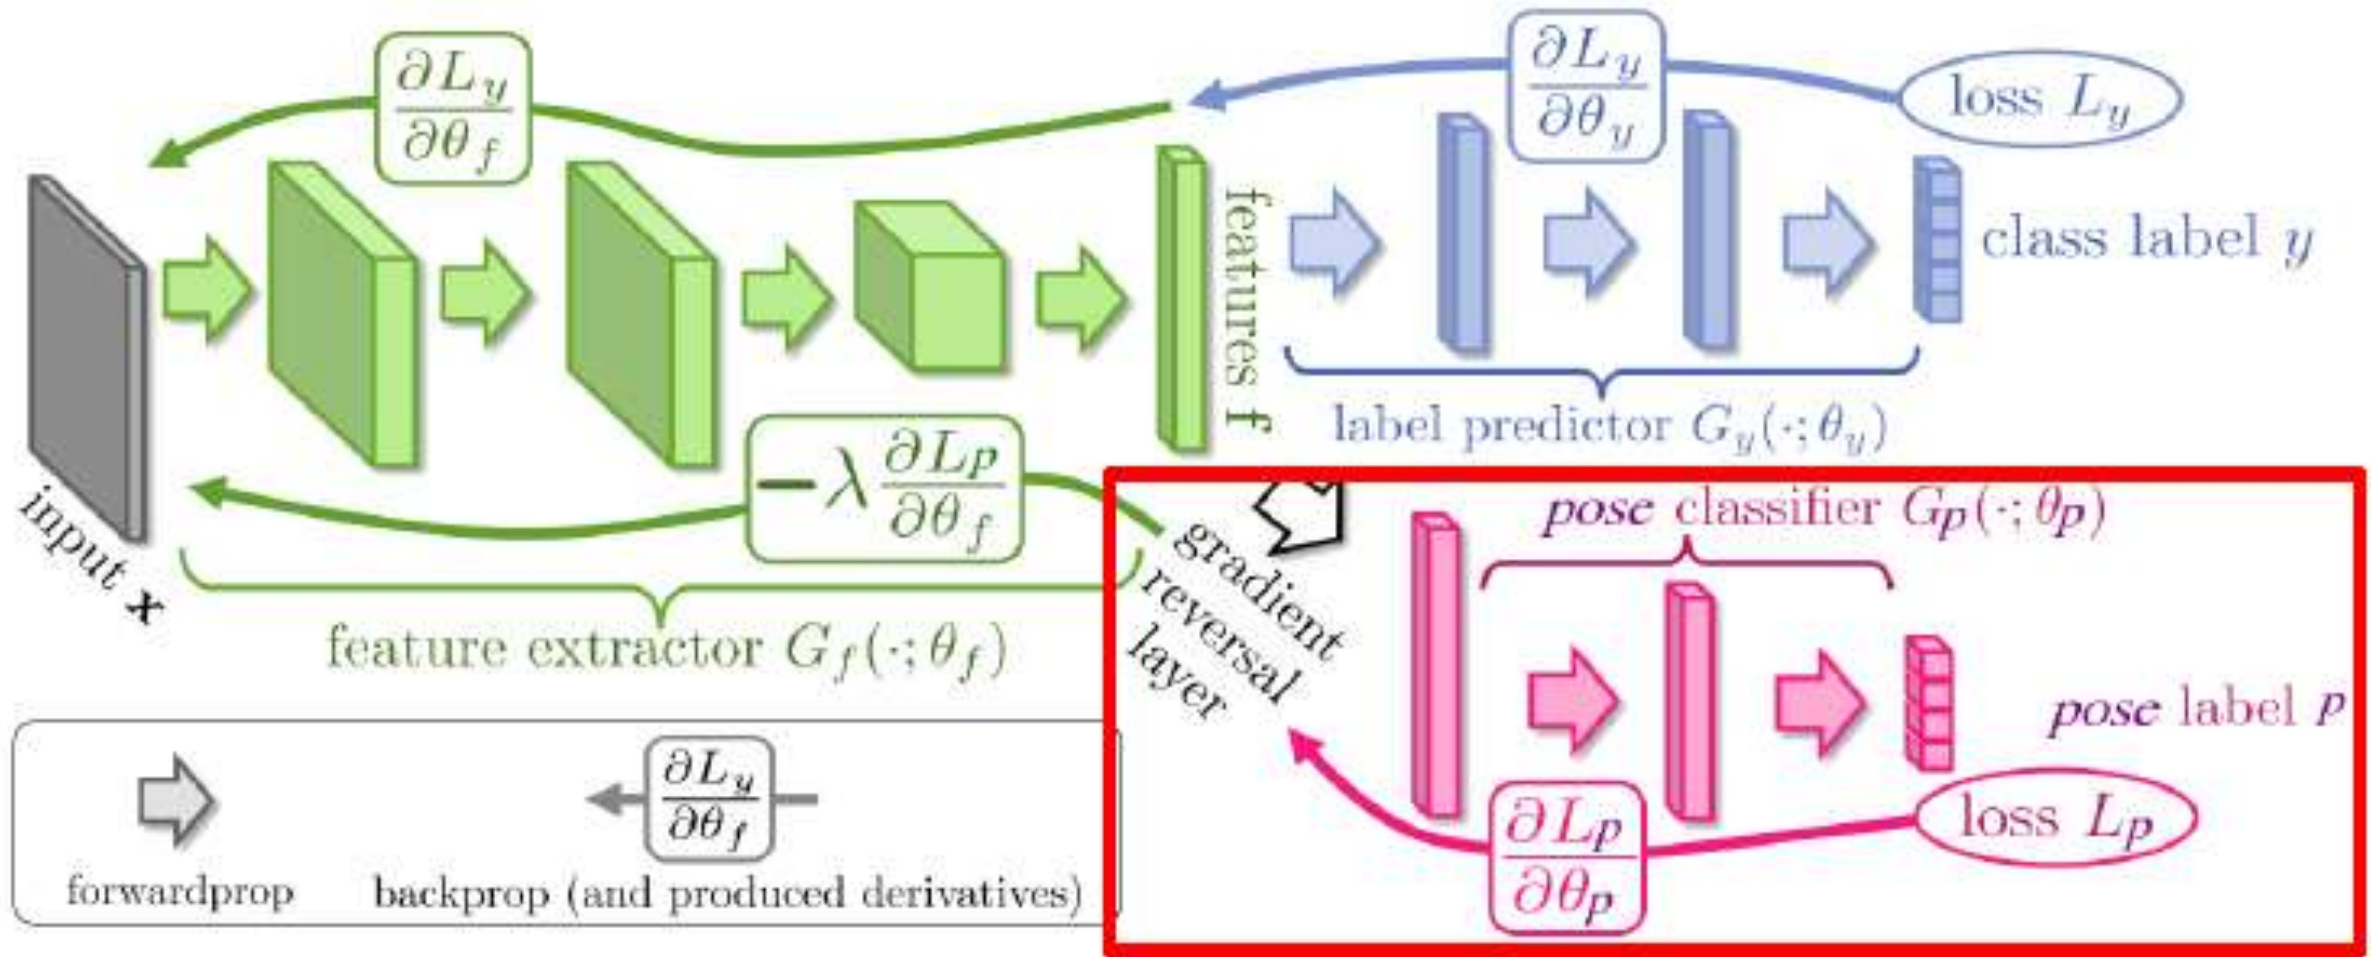 ∂L_y
∂θ_f
∂L_y
∂θ_y
loss L_y
features f
class label y
label predictor G_y(·; θ_y)
input x
−λ ∂L_p
∂θ_f
feature extractor G_f(·; θ_f)
gradient
reversal
layer
pose classifier G_p(·; θ_p)
pose label p
loss L_p
∂L_p
∂θ_p
∂L_y
∂θ_f
forwardprop
backprop (and produced derivatives)